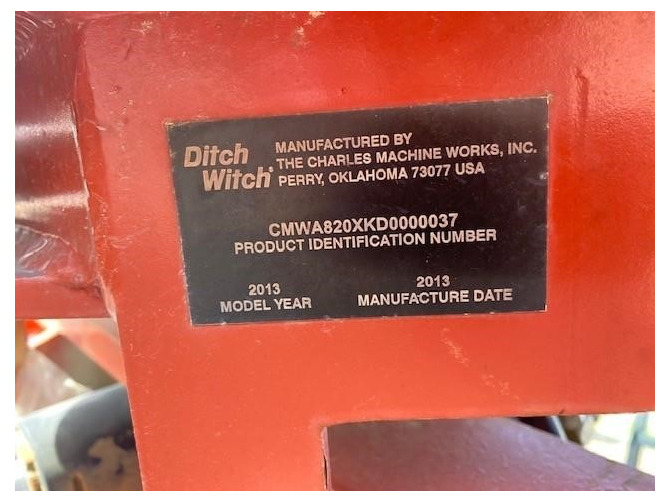 Ditch Witch
MANUFACTURED BY
THE CHARLES MACHINE WORKS, INC.
PERRY, OKLAHOMA 73077 USA
CMWA820XKD0000037
PRODUCT IDENTIFICATION NUMBER
2013
MODEL YEAR
2013
MANUFACTURE DATE